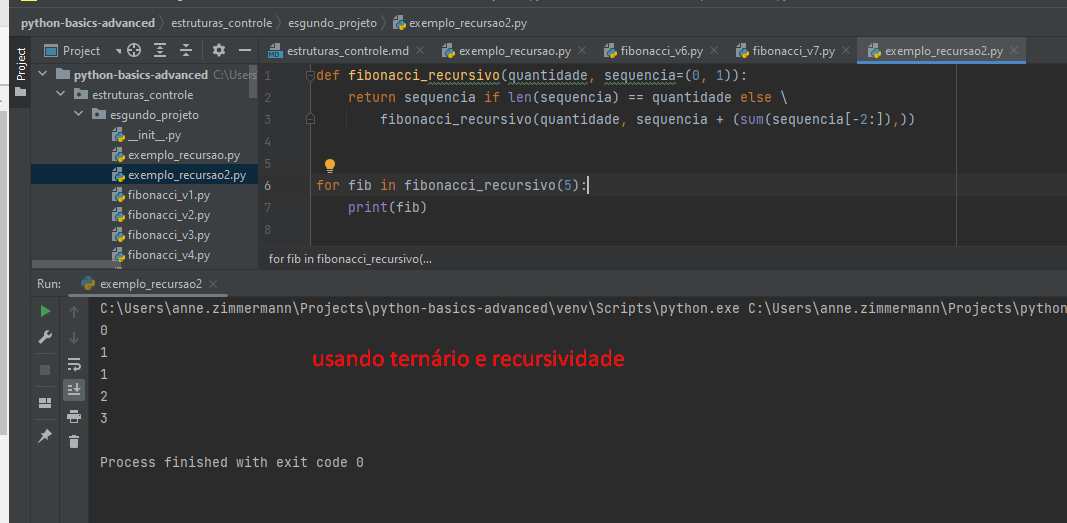 python-basics-advanced estruturas_controle esgundo_projeto exemplo_recursao2.py
Project
Project estruturas_controle.md exemplo_recursao.py fibonacci_v6.py fibonacci_v7.py exemplo_recursao2.py
python-basics-advanced C:\Users
estruturas_controle
esgundo_projeto
__init__.py
exemplo_recursao.py
exemplo_recursao2.py
fibonacci_v1.py
fibonacci_v2.py
fibonacci_v3.py
fibonacci_v4.py
1 def fibonacci_recursivo(quantidade, sequencia=(0, 1)):
2 return sequencia if len(sequencia) == quantidade else \
3 fibonacci_recursivo(quantidade, sequencia + (sum(sequencia[-2:]),))
4
5
6 for fib in fibonacci_recursivo(5):
7 print(fib)
8
for fib in fibonacci_recursivo(...
Run: exemplo_recursao2
C:\Users\anne.zimmermann\Projects\python-basics-advanced\venv\Scripts\python.exe C:/Users/anne.zimmermann/Projects/python
0
1
1
2
3
usando ternário e recursividade
Process finished with exit code 0